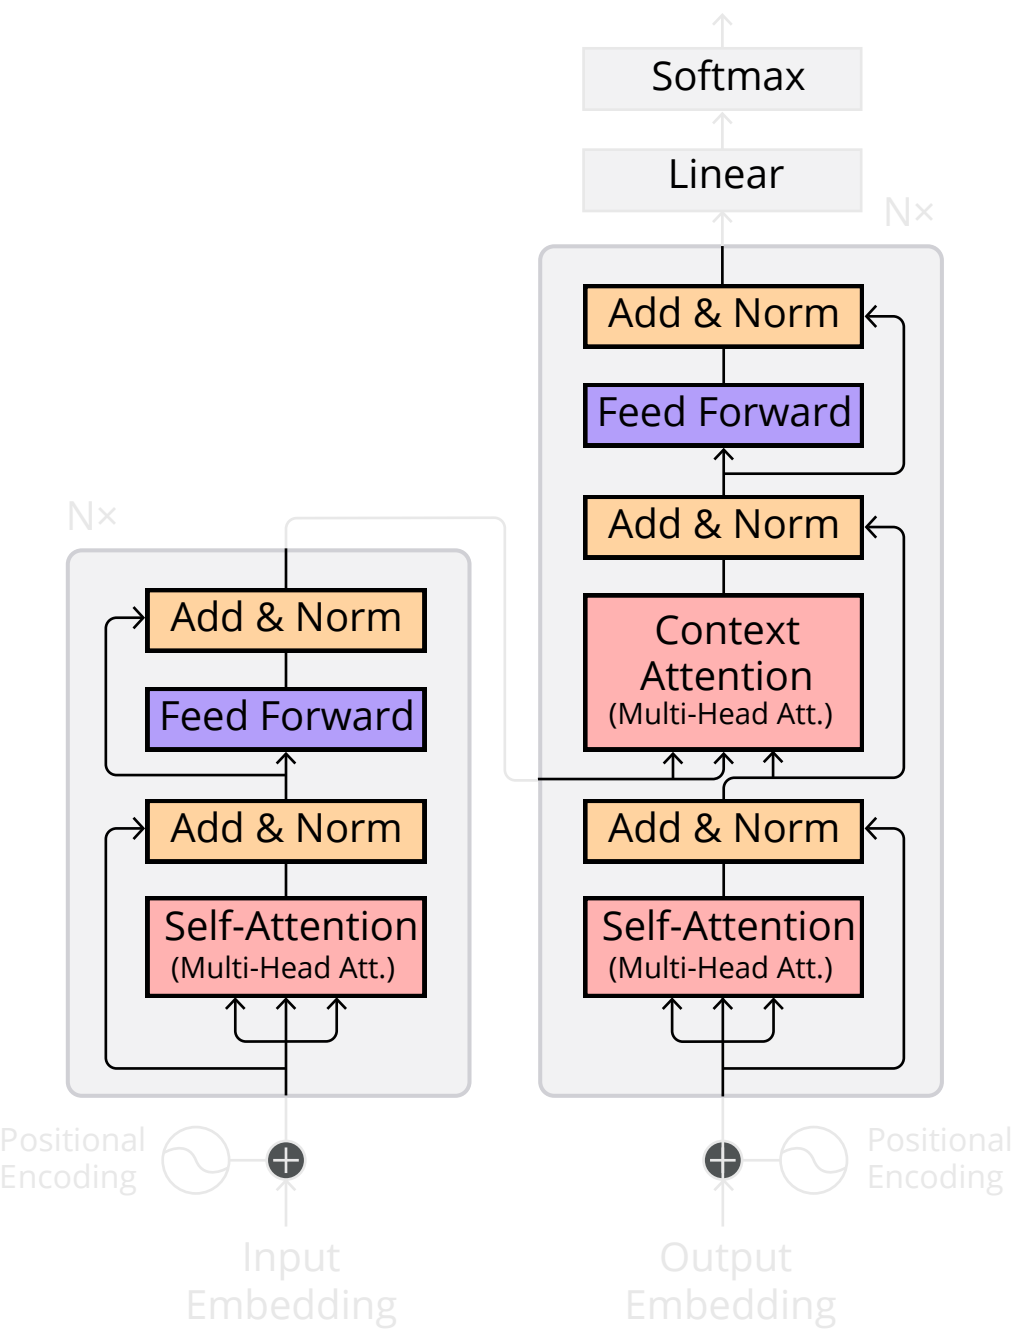 Softmax
Linear
N×
Add & Norm
Feed Forward
Add & Norm
Context
Attention
(Multi-Head Att.)
Add & Norm
Self-Attention
(Multi-Head Att.)
N×
Add & Norm
Feed Forward
Add & Norm
Self-Attention
(Multi-Head Att.)
Positional
Encoding
Positional
Encoding
Input
Embedding
Output
Embedding